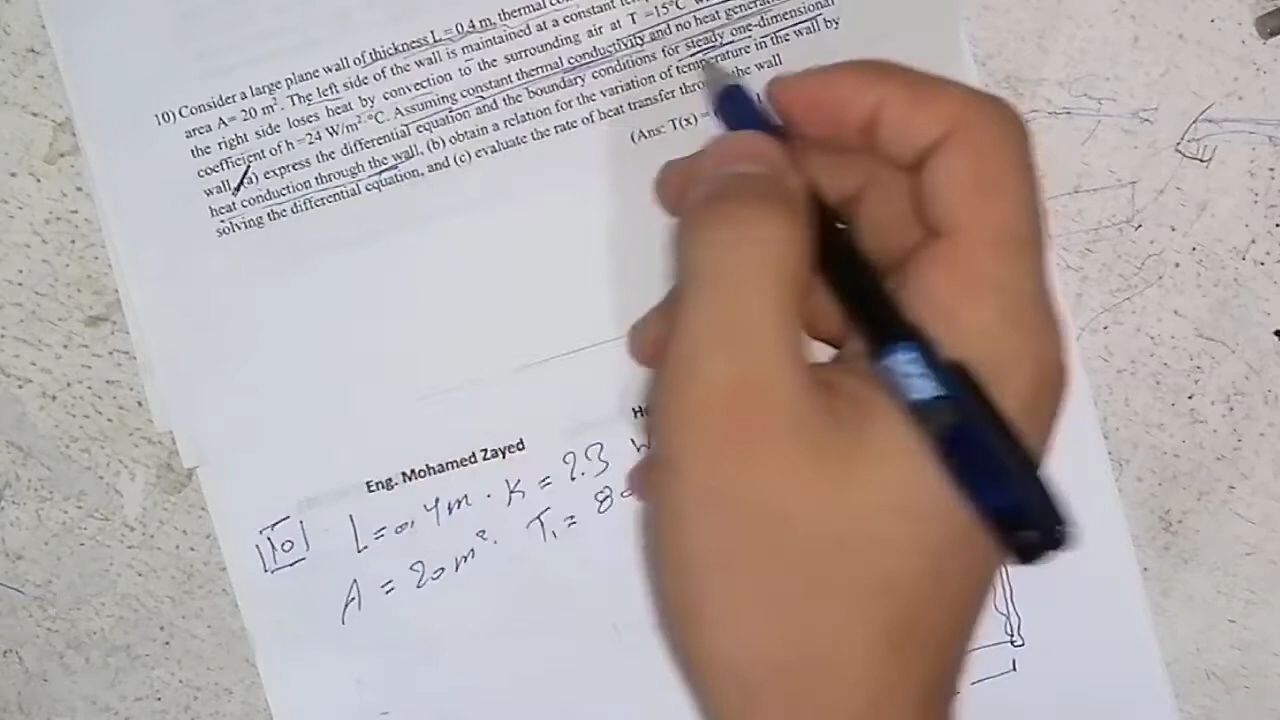 10) Consider a large plane wall of thickness L = 0.4 m, thermal
area A= 20 m². The left side of the wall is maintained at a constant
the right side loses heat by convection to the surrounding air at T =15°C
coefficient of h=24 W/m².°C. Assuming constant thermal conductivity and no heat
wall, (a) express the differential equation and the boundary conditions for steady one-dimensional
heat conduction through the wall, (b) obtain a relation for the variation of temperature in the wall by
solving the differential equation, and (c) evaluate the rate of heat transfer the wall
(Ans: T(x) =
Eng. Mohamed Zayed
10 L = 0.4m . K = 2.3
A = 20 m². T₁ =